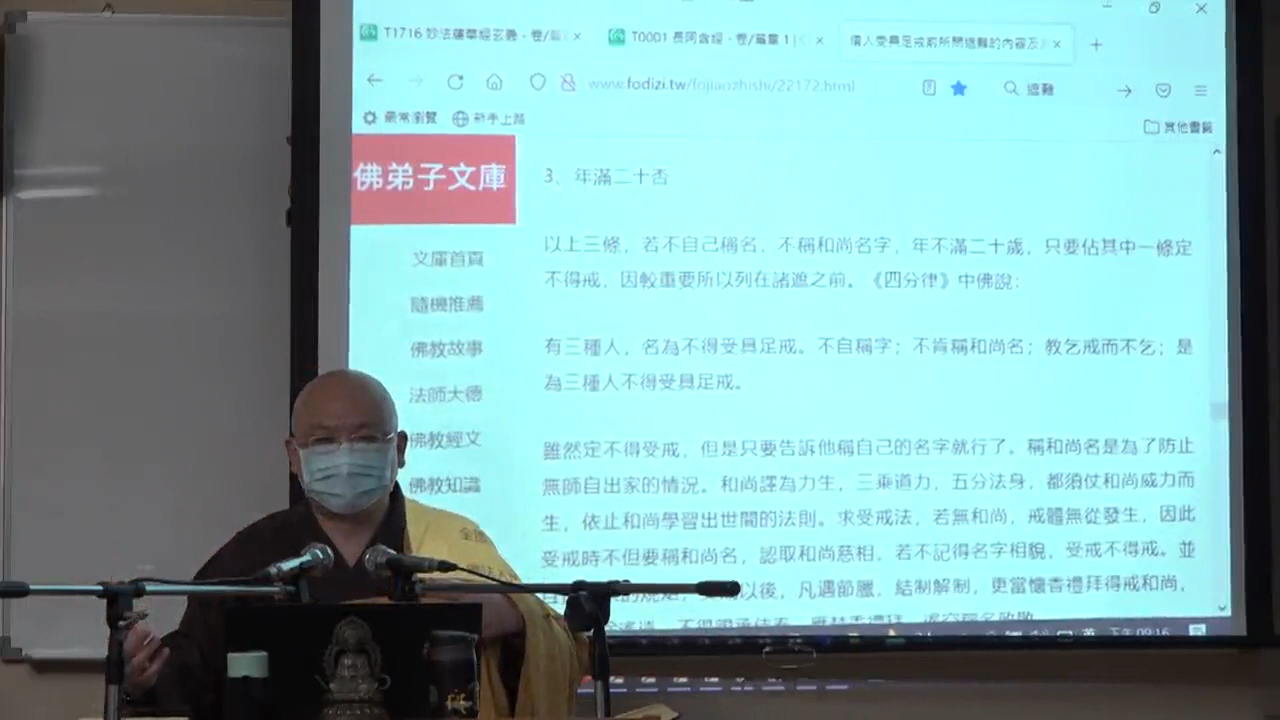 T1716 妙法蓮華經玄義 - 卷/篇
T0001 長阿含經 - 卷/篇章 1 | C
僧人受具足戒前所問遮難的內容及
www.fodizi.tw/fojiaozhishi/22172.html
遮難
最常瀏覽
新手上路
其他書籤
佛弟子文庫
文庫首頁
隨機推薦
佛教故事
法師大德
佛教經文
佛教知識
3、年滿二十否
以上三條，若不自己稱名，不稱和尚名字，年不滿二十歲，只要佔其中一條定
不得戒，因較重要所以列在諸遮之前。《四分律》中佛說：
有三種人，名為不得受具足戒。不自稱字；不肯稱和尚名；教乞戒而不乞；是
為三種人不得受具足戒。
雖然定不得受戒，但是只要告訴他稱自己的名字就行了。稱和尚名是為了防止
無師自出家的情況。和尚譯為力生，三乘道力，五分法身，都須仗和尚威力而
生，依止和尚學習出世間的法則。求受戒法，若無和尚，戒體無從發生，因此
受戒時不但要稱和尚名，認取和尚慈相，若不記得名字相貌，受戒不得戒。並
以後，凡遇節臘，結制解制，更當懷香禮拜得戒和尚，
英 下午 09:16